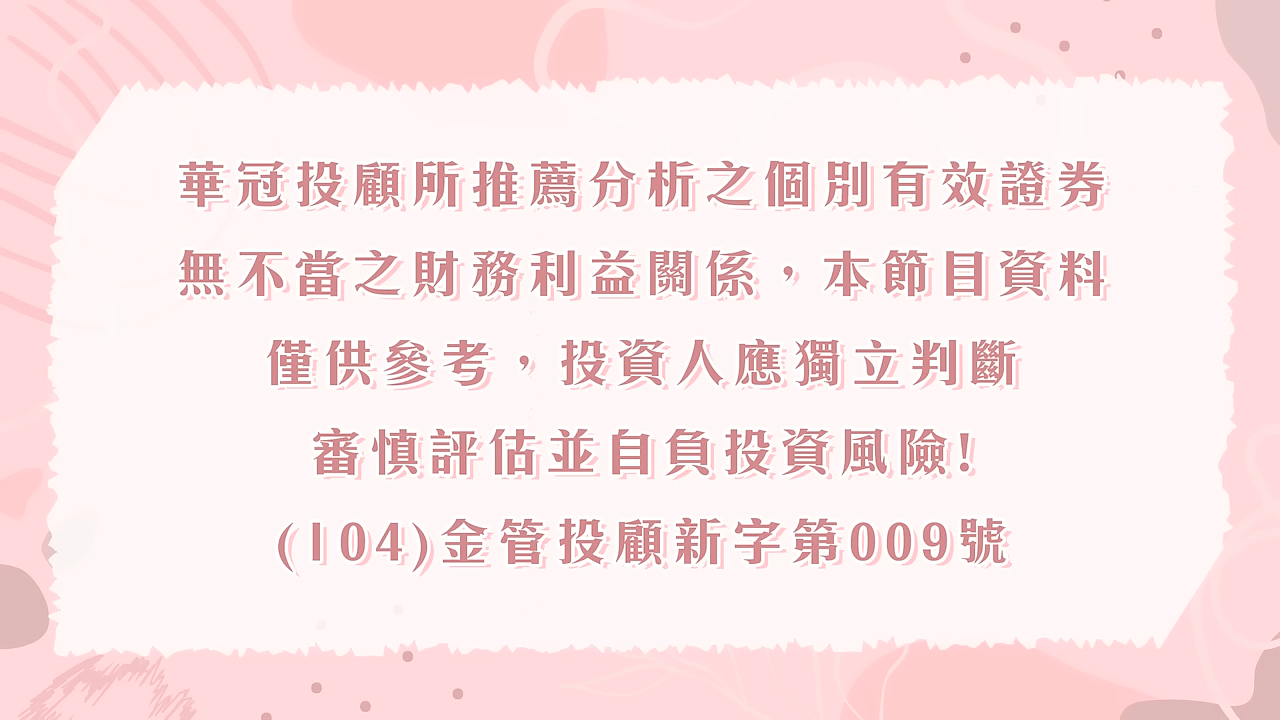 華冠投顧所推薦分析之個別有效證券
無不當之財務利益關係，本節目資料
僅供參考，投資人應獨立判斷
審慎評估並自負投資風險!
(104)金管投顧新字第009號